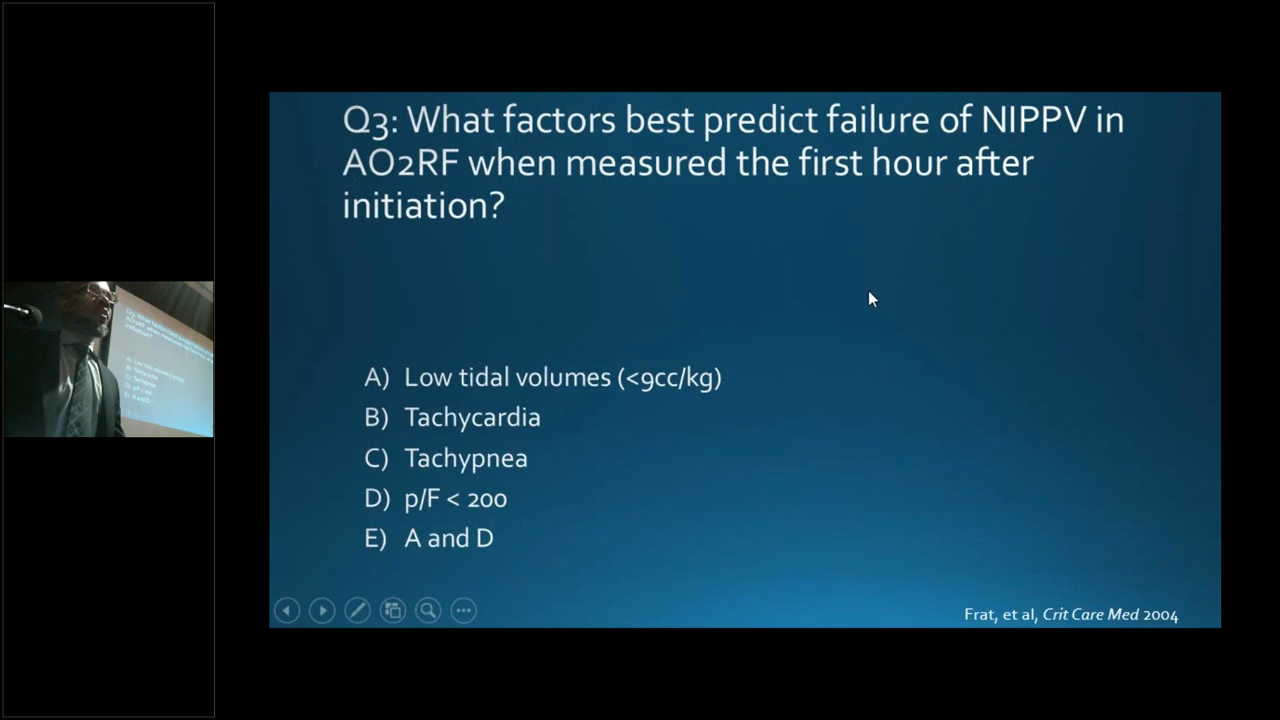 Q3: What factors best predict failure of NIPPV in
AO2RF when measured the first hour after
initiation?
A) Low tidal volumes (<9cc/kg)
B) Tachycardia
C) Tachypnea
D) p/F < 200
E) A and D
Frat, et al, Crit Care Med 2004